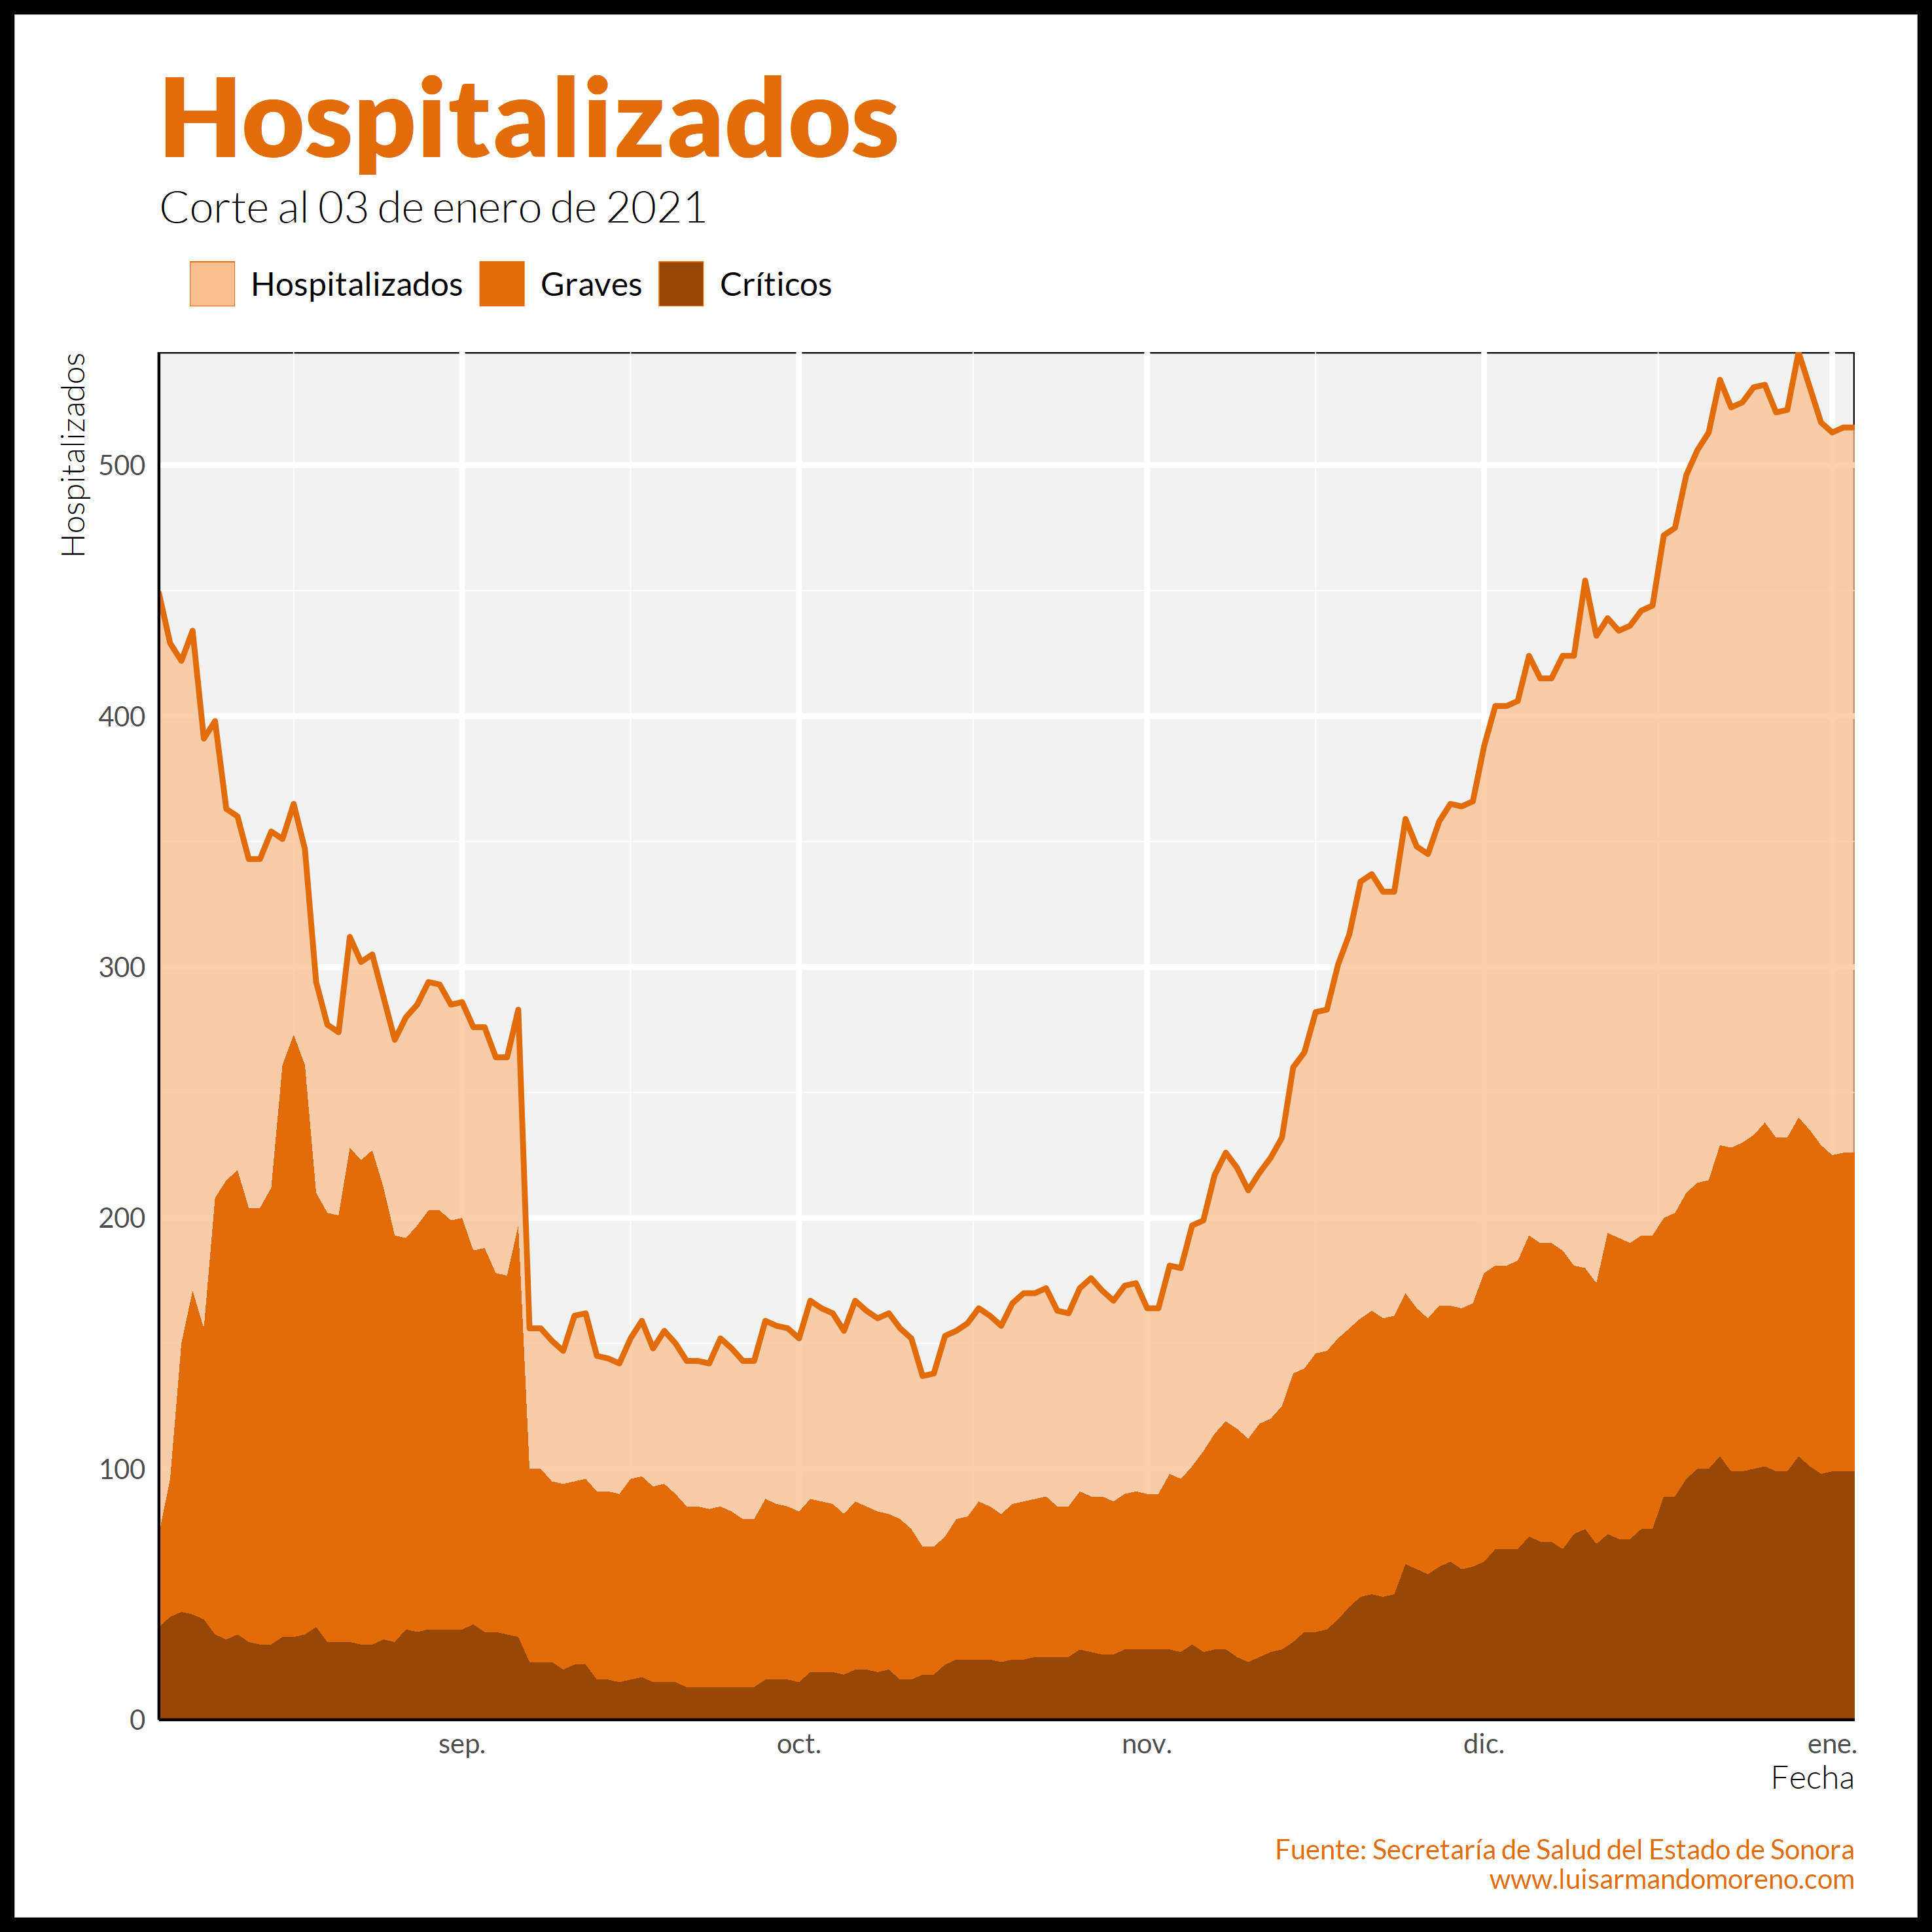 Hospitalizados
Corte al 03 de enero de 2021
Hospitalizados Graves Críticos
Hospitalizados
500
400
300
200
100
0
sep. oct. nov. dic. ene.
Fecha
Fuente: Secretaría de Salud del Estado de Sonora
www.luisarmandomoreno.com